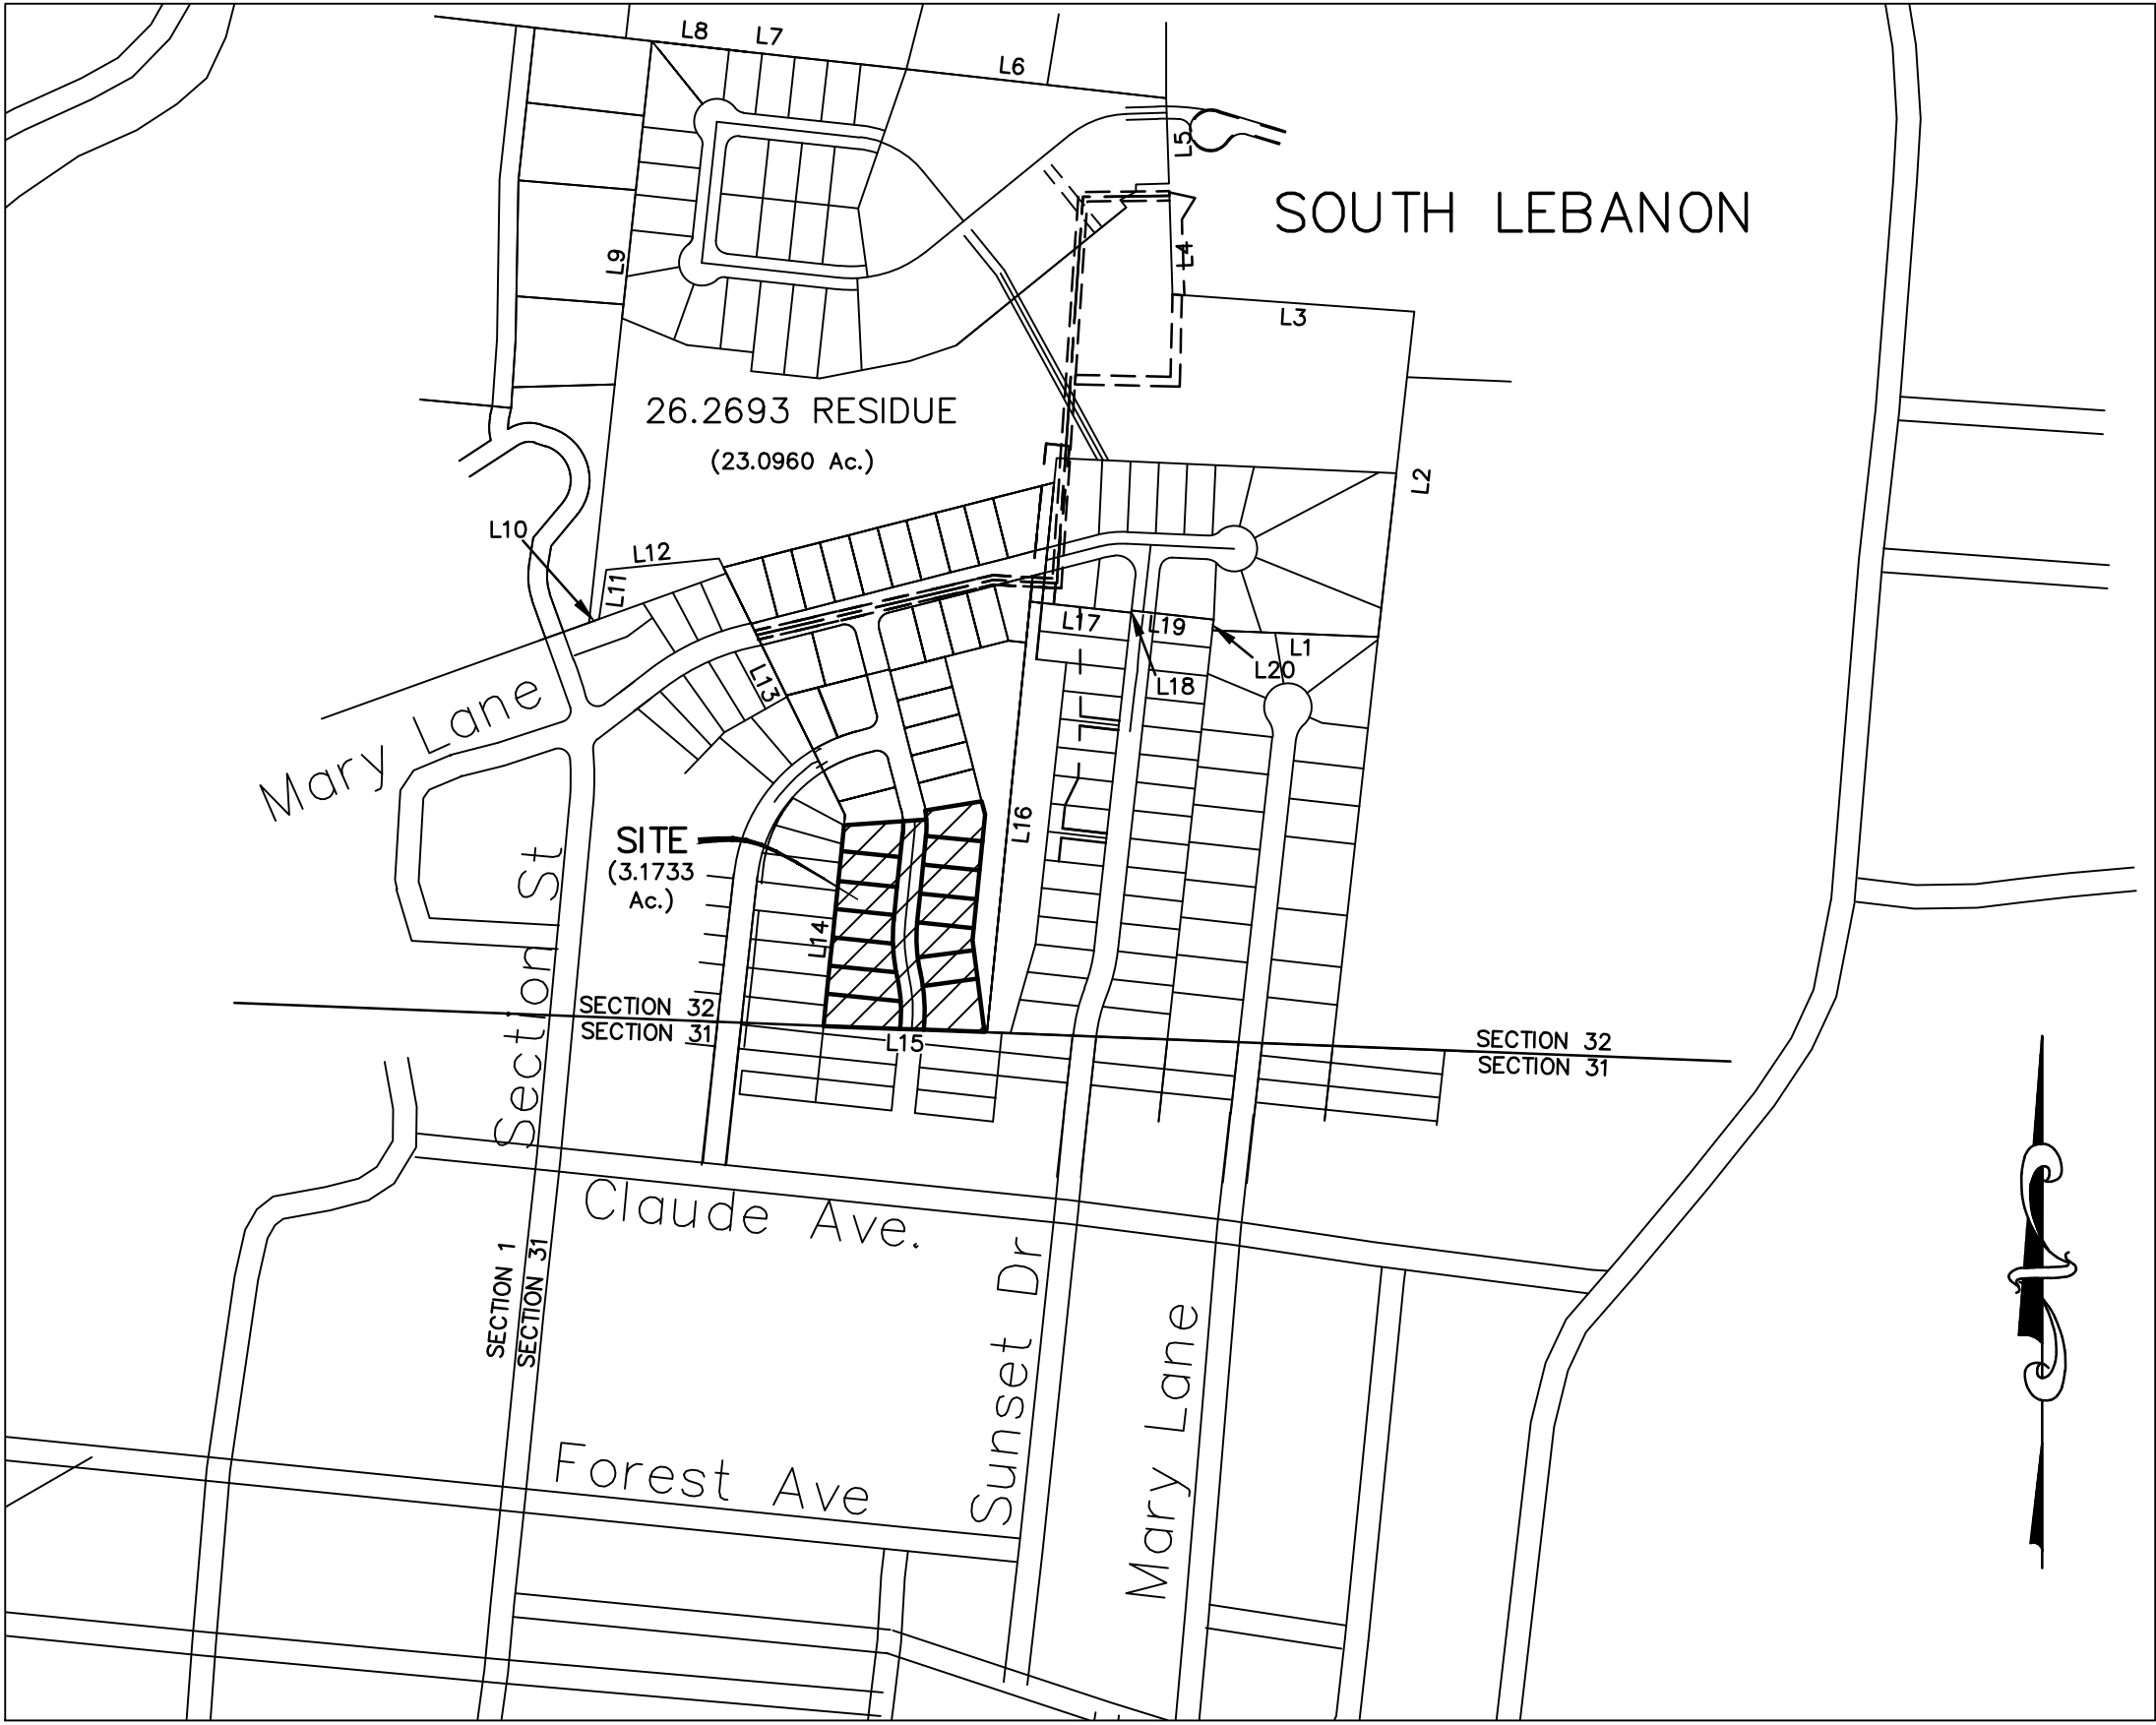 L8
L7
L6
L5
SOUTH LEBANON
L4
L9
L3
26.2693 RESIDUE
(23.0960 Ac.)
L2
L10
L12
L11
L17
L19
L1
L20
L18
L13
Mary Lane
SITE
(3.1733
Ac.)
L16
L14
Section St
SECTION 32
SECTION 31
L15
SECTION 32
SECTION 31
Claude Ave.
SECTION 1
SECTION 31
Sunset Dr
Mary Lane
Forest Ave